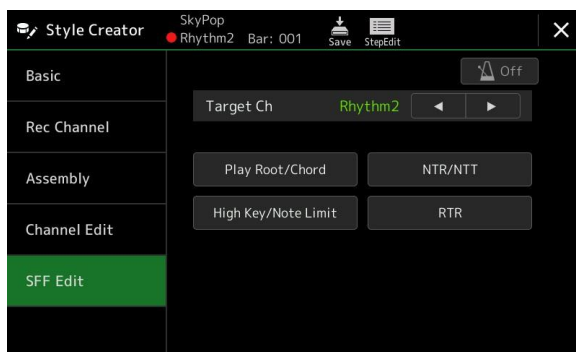 Style Creator
SkyPop
Rhythm2 Bar: 001
Save
StepEdit
Basic
Off
Target Ch Rhythm2
Rec Channel
Play Root/Chord NTR/NTT
Assembly
High Key/Note Limit RTR
Channel Edit
SFF Edit